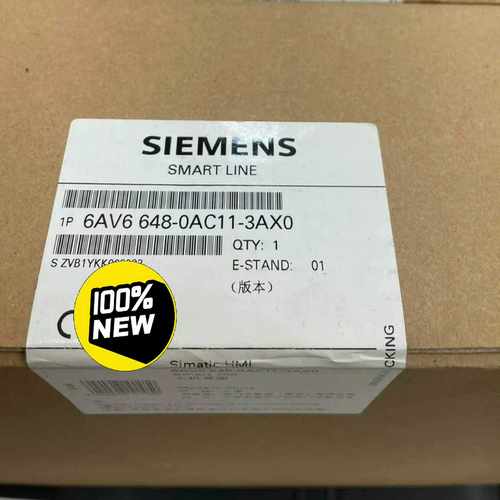 SIEMENS
SMART LINE
1P 6AV6 648-0AC11-3AX0
QTY: 1
S ZVB1YKK
E-STAND: 01
(版本)
100%
NEW
CKING
Simatic HMI